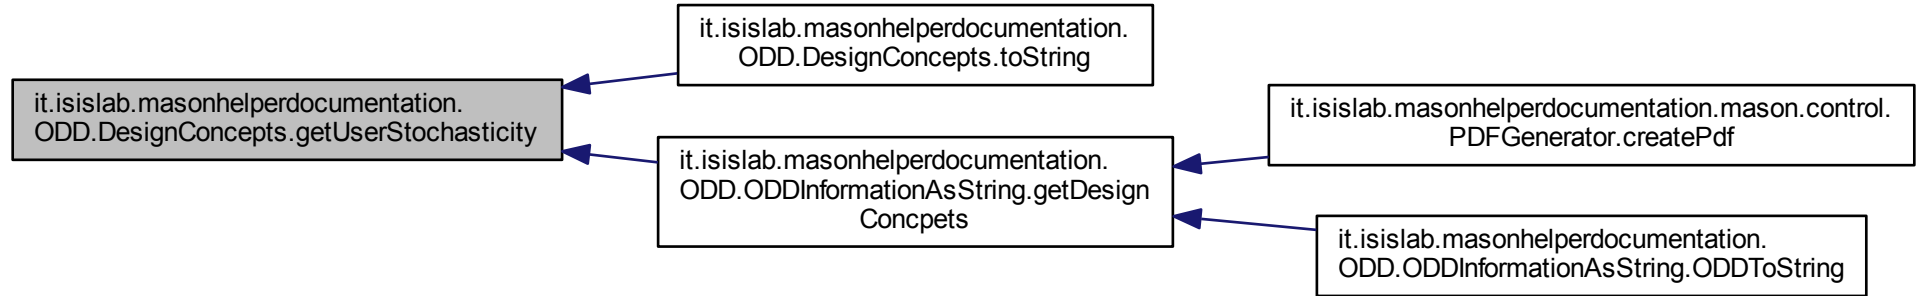 it.isislab.masonhelperdocumentation.
ODD.DesignConcepts.getUserStochasticity
it.isislab.masonhelperdocumentation.
ODD.DesignConcepts.toString
it.isislab.masonhelperdocumentation.
ODD.ODDInformationAsString.getDesign
Concpets
it.isislab.masonhelperdocumentation.mason.control.
PDFGenerator.createPdf
it.isislab.masonhelperdocumentation.
ODD.ODDInformationAsString.ODDToString